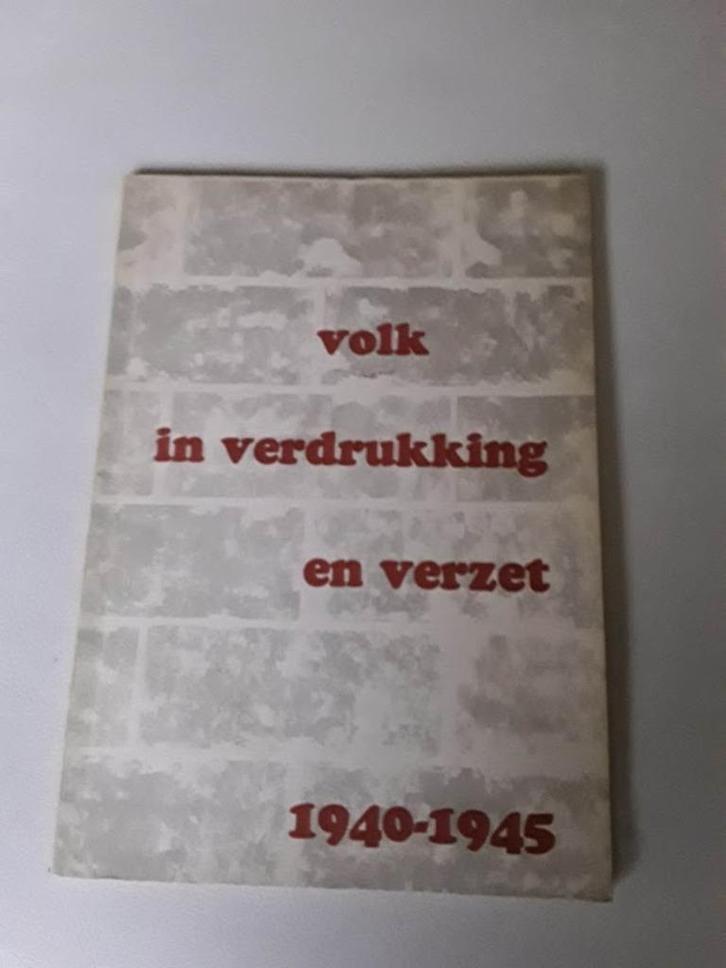 volk
in verdrukking
en verzet
1940-1945